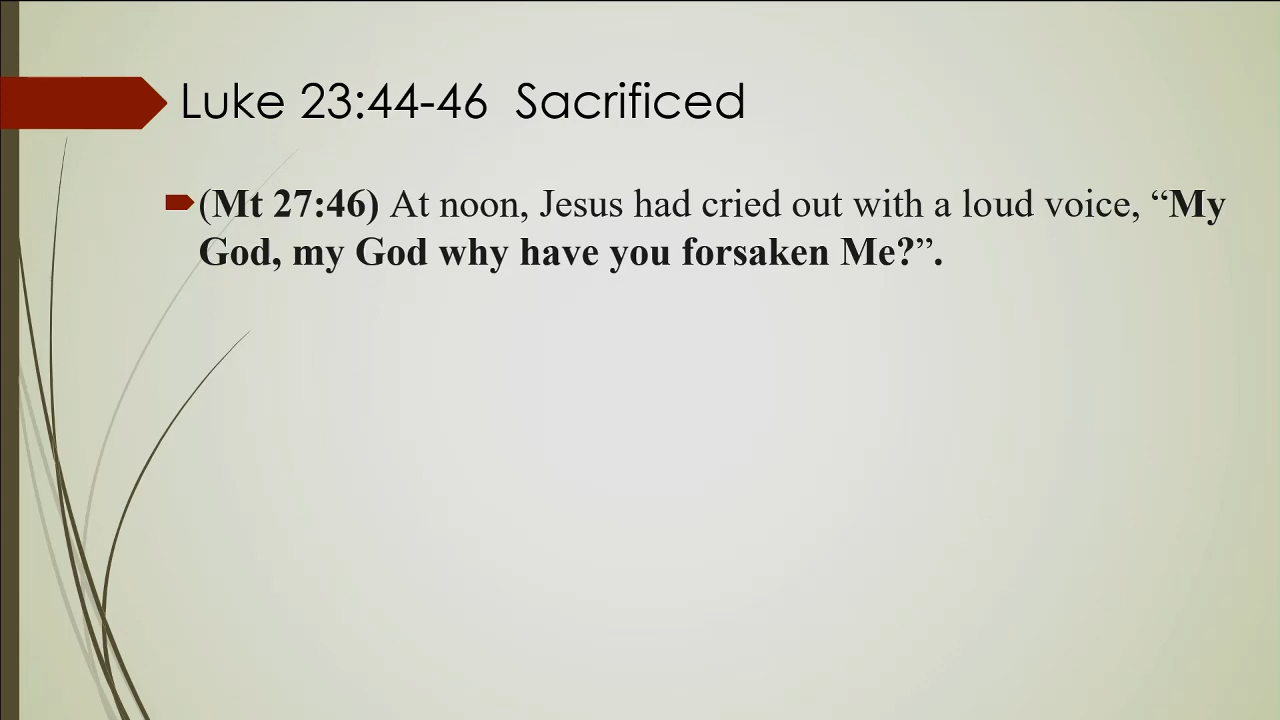 Luke 23:44-46 Sacrificed
(Mt 27:46) At noon, Jesus had cried out with a loud voice, “My
God, my God why have you forsaken Me?”.